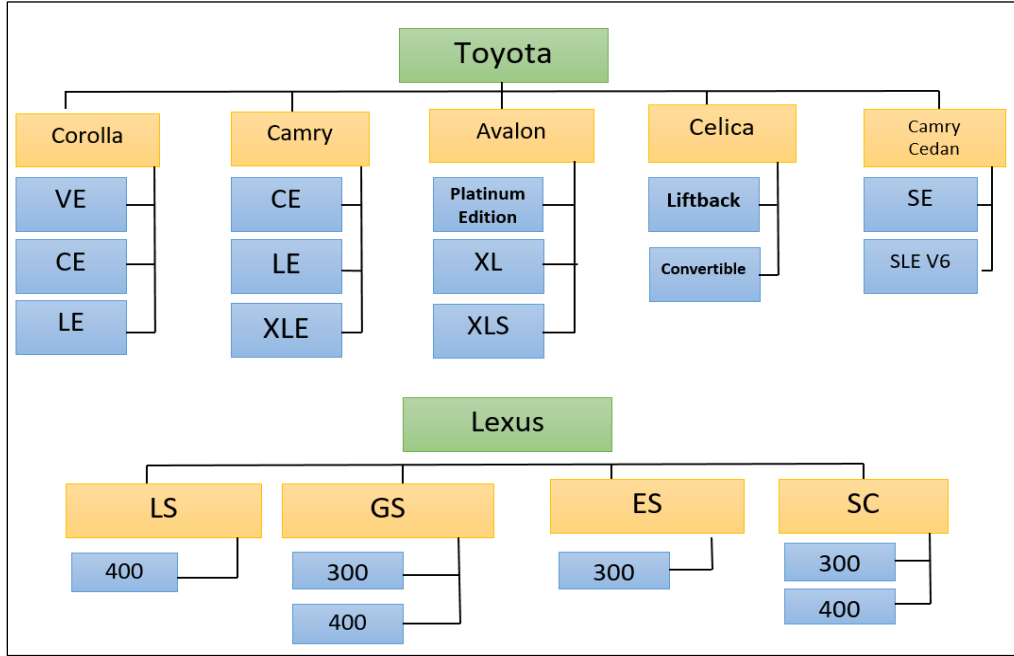 Toyota
Corolla
Camry
Avalon
Celica
Camry
Cedan
VE
CE
LE
CE
LE
XLE
Platinum
Edition
XL
XLS
Liftback
Convertible
SE
SLE V6
Lexus
LS
GS
ES
SC
400
300
400
300
300
400